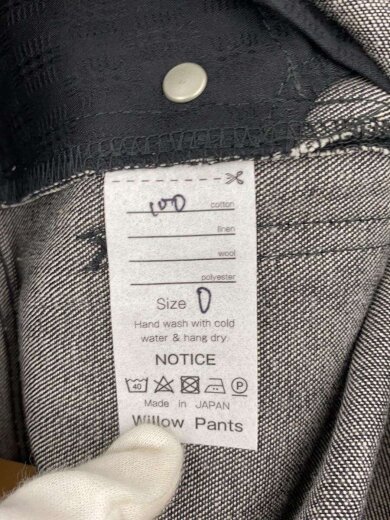 100 cotton
linen
wool
polyester
Size 0
Hand wash with cold
water & hang dry.
NOTICE
40 P
Made in JAPAN
Willow Pants